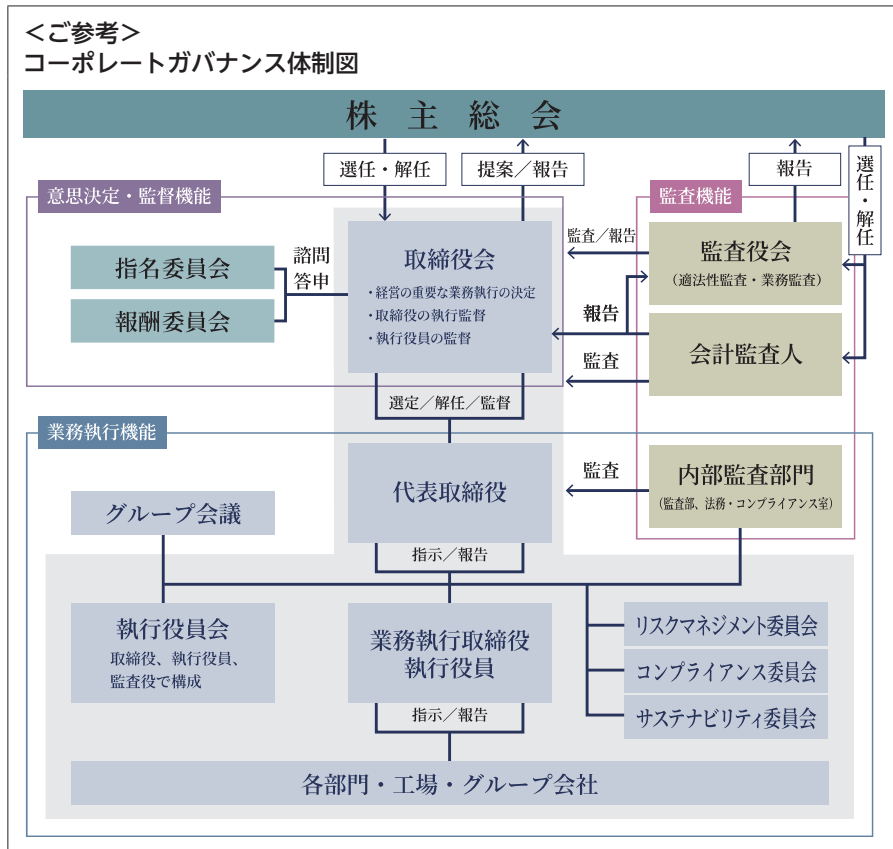 ＜ご参考＞
コーポレートガバナンス体制図
株主総会
選任・解任
提案／報告
報告
選任・解任
意思決定・監督機能
監査機能
指名委員会
報酬委員会
諮問
答申
取締役会
・経営の重要な業務執行の決定
・取締役の執行監督
・執行役員の監督
監査／報告
報告
監査
監査役会
（適法性監査・業務監査）
会計監査人
選定／解任／監督
業務執行機能
代表取締役
監査
内部監査部門
（監査部、法務・コンプライアンス室）
グループ会議
指示／報告
執行役員会
取締役、執行役員、
監査役で構成
業務執行取締役
執行役員
リスクマネジメント委員会
コンプライアンス委員会
サステナビリティ委員会
指示／報告
各部門・工場・グループ会社